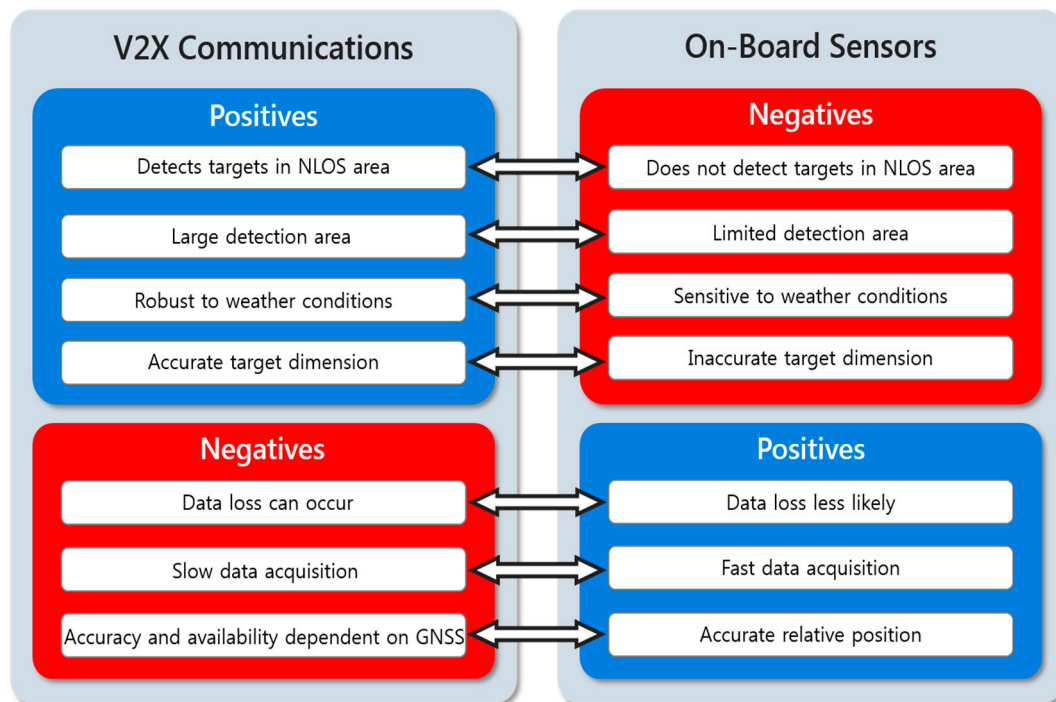 V2X Communications
Positives
Detects targets in NLOS area
Large detection area
Robust to weather conditions
Accurate target dimension
Negatives
Data loss can occur
Slow data acquisition
Accuracy and availability dependent on GNSS
On-Board Sensors
Negatives
Does not detect targets in NLOS area
Limited detection area
Sensitive to weather conditions
Inaccurate target dimension
Positives
Data loss less likely
Fast data acquisition
Accurate relative position